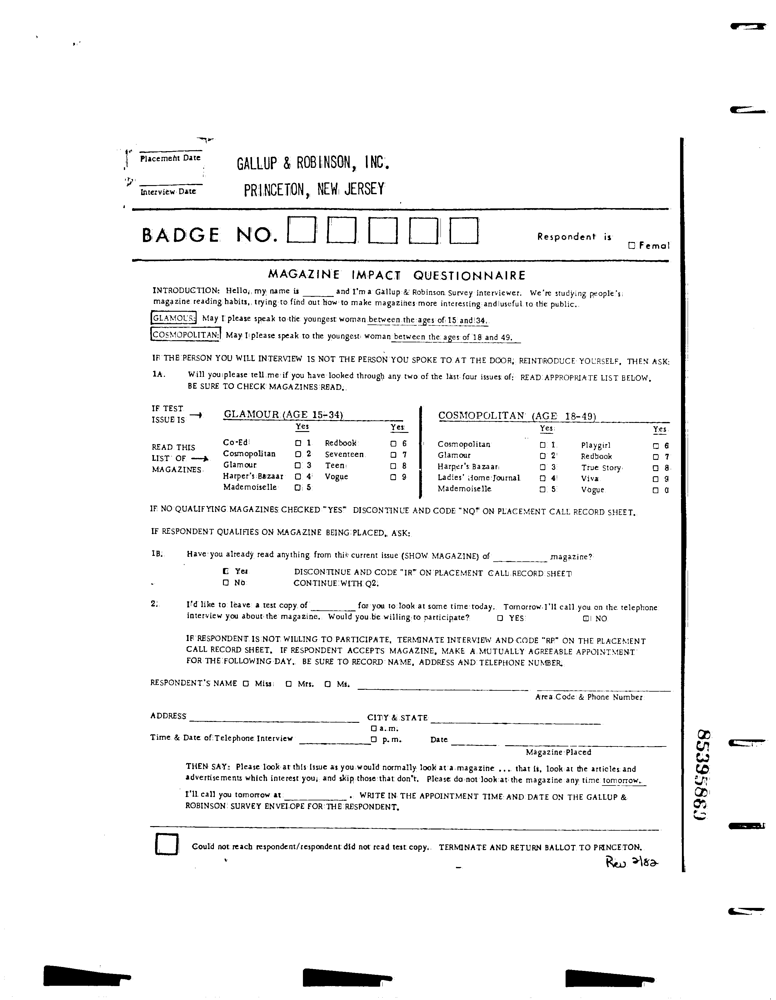 Placement Date
GALLUP & ROBINSON, INC.
Interview Date
PRINCETON, NEW JERSEY
BADGE NO.
Respondent is
☐ Femal
MAGAZINE IMPACT QUESTIONNAIRE
INTRODUCTION: Hello, my name is ______ and I'm a Gallup & Robinson Survey interviewer. We're studying people's
magazine reading habits, trying to find out how to make magazines more interesting and useful to the public.
GLAMOUR: May I please speak to the youngest woman between the ages of 15 and 34.
COSMOPOLITAN: May I please speak to the youngest woman between the ages of 18 and 49.
IF THE PERSON YOU WILL INTERVIEW IS NOT THE PERSON YOU SPOKE TO AT THE DOOR, REINTRODUCE YOURSELF, THEN ASK:
1A. Will you please tell me if you have looked through any two of the last four issues of: READ APPROPRIATE LIST BELOW,
BE SURE TO CHECK MAGAZINES READ.
IF TEST
ISSUE IS → GLAMOUR (AGE 15-34) COSMOPOLITAN (AGE 18-49)
Yes Yes Yes Yes
READ THIS
LIST OF →
MAGAZINES
Co-Ed ☐ 1 Redbook ☐ 6 Cosmopolitan ☐ 1 Playgirl ☐ 6
Cosmopolitan ☐ 2 Seventeen ☐ 7 Glamour ☐ 2 Redbook ☐ 7
Glamour ☐ 3 Teen ☐ 8 Harper's Bazaar ☐ 3 True Story ☐ 8
Harper's Bazaar ☐ 4 Vogue ☐ 9 Ladies' Home Journal ☐ 4 Viva ☐ 9
Mademoiselle ☐ 5 Mademoiselle ☐ 5 Vogue ☐ 0
IF NO QUALIFYING MAGAZINES CHECKED "YES" DISCONTINUE AND CODE "NQ" ON PLACEMENT CALL RECORD SHEET.
IF RESPONDENT QUALIFIES ON MAGAZINE BEING PLACED, ASK:
1B. Have you already read anything from this current issue (SHOW MAGAZINE) of __________ magazine?
☐ Yes DISCONTINUE AND CODE "IR" ON PLACEMENT CALL RECORD SHEET
☐ No CONTINUE WITH Q2.
2. I'd like to leave a test copy of ________ for you to look at some time today. Tomorrow I'll call you on the telephone
interview you about the magazine. Would you be willing to participate? ☐ YES ☐ NO
IF RESPONDENT IS NOT WILLING TO PARTICIPATE, TERMINATE INTERVIEW AND CODE "RP" ON THE PLACEMENT
CALL RECORD SHEET. IF RESPONDENT ACCEPTS MAGAZINE, MAKE A MUTUALLY AGREEABLE APPOINTMENT
FOR THE FOLLOWING DAY. BE SURE TO RECORD NAME, ADDRESS AND TELEPHONE NUMBER.
RESPONDENT'S NAME ☐ Miss ☐ Mrs. ☐ Ms.
Area Code & Phone Number
ADDRESS CITY & STATE
☐ a.m.
Time & Date of Telephone Interview ☐ p.m. Date
Magazine Placed
THEN SAY: Please look at this issue as you would normally look at a magazine ... that is, look at the articles and
advertisements which interest you; and skip those that don't. Please do not look at the magazine any time tomorrow.
I'll call you tomorrow at __________. WRITE IN THE APPOINTMENT TIME AND DATE ON THE GALLUP &
ROBINSON SURVEY ENVELOPE FOR THE RESPONDENT.
Could not reach respondent/respondent did not read test copy. TERMINATE AND RETURN BALLOT TO PRINCETON.
Rev 2/82